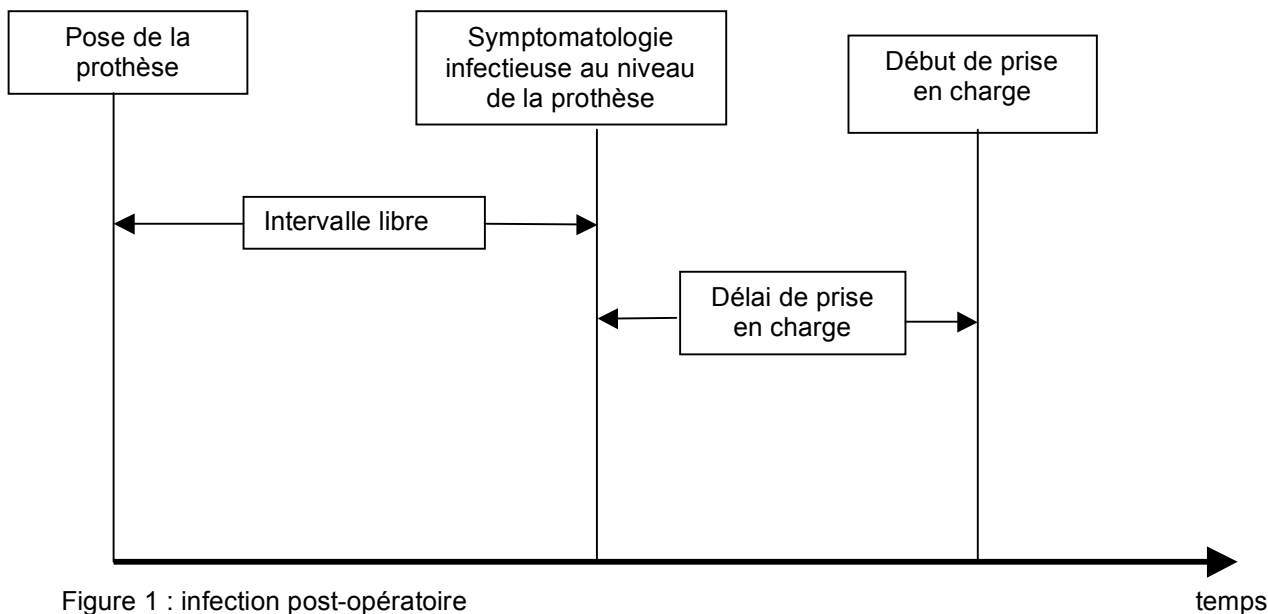 Pose de la
prothèse
Symptomatologie
infectieuse au niveau
de la prothèse
Début de prise
en charge
Intervalle libre
Délai de prise
en charge
Figure 1 : infection post-opératoire
temps